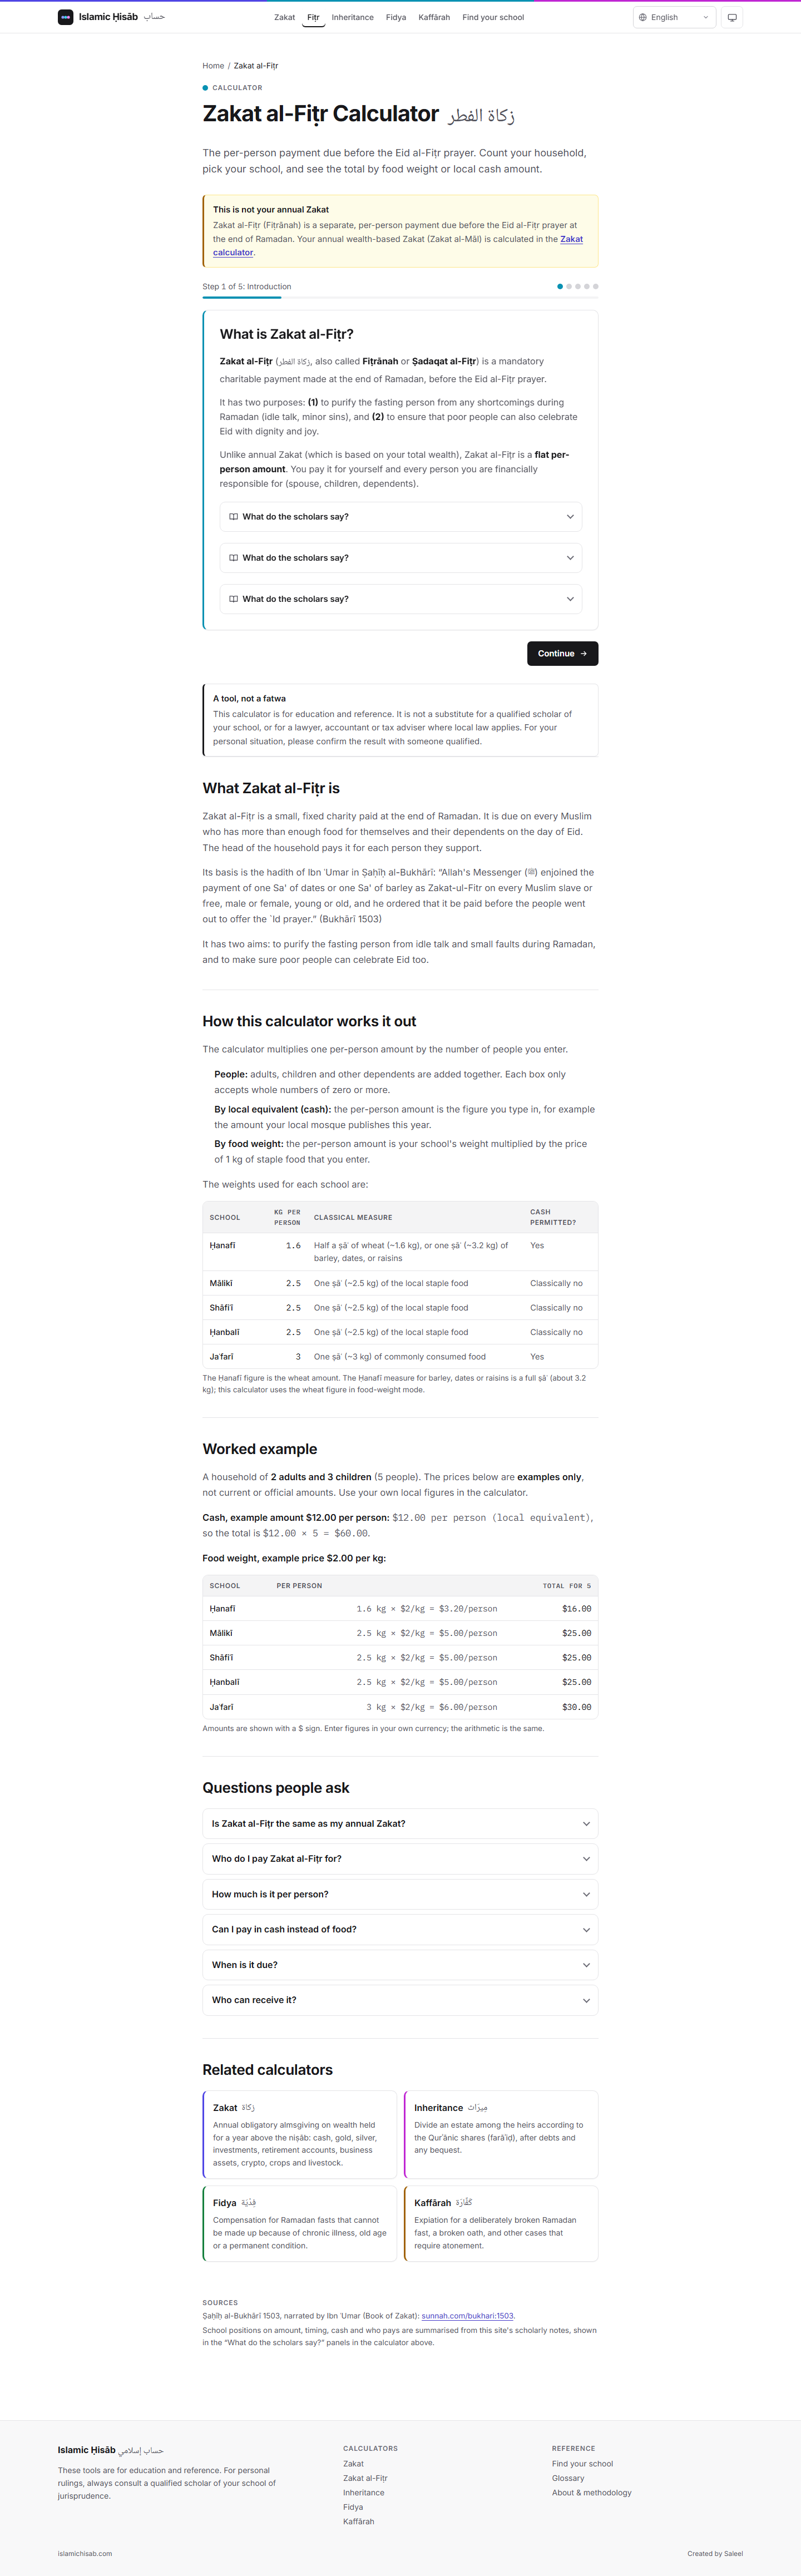 Islamic Ḥisāb حساب
Zakat Fiṭr Inheritance Fidya Kaffārah Find your school
English
Home / Zakat al-Fiṭr
CALCULATOR
Zakat al-Fiṭr Calculator زكاة الفطر
The per-person payment due before the Eid al-Fiṭr prayer. Count your household,
pick your school, and see the total by food weight or local cash amount.
This is not your annual Zakat
Zakat al-Fiṭr (Fiṭrānah) is a separate, per-person payment due before the Eid al-Fiṭr prayer at
the end of Ramadan. Your annual wealth-based Zakat (Zakat al-Māl) is calculated in the Zakat
calculator.
Step 1 of 5: Introduction
What is Zakat al-Fiṭr?
Zakat al-Fiṭr (زكاة الفطر, also called Fiṭrānah or Ṣadaqat al-Fiṭr) is a mandatory
charitable payment made at the end of Ramadan, before the Eid al-Fiṭr prayer.
It has two purposes: (1) to purify the fasting person from any shortcomings during
Ramadan (idle talk, minor sins), and (2) to ensure that poor people can also celebrate
Eid with dignity and joy.
Unlike annual Zakat (which is based on your total wealth), Zakat al-Fiṭr is a flat per-
person amount. You pay it for yourself and every person you are financially
responsible for (spouse, children, dependents).
What do the scholars say?
What do the scholars say?
What do the scholars say?
Continue →
A tool, not a fatwa
This calculator is for education and reference. It is not a substitute for a qualified scholar of
your school, or for a lawyer, accountant or tax adviser where local law applies. For your
personal situation, please confirm the result with someone qualified.
What Zakat al-Fiṭr is
Zakat al-Fiṭr is a small, fixed charity paid at the end of Ramadan. It is due on every Muslim
who has more than enough food for themselves and their dependents on the day of Eid.
The head of the household pays it for each person they support.
Its basis is the hadith of Ibn ʿUmar in Ṣaḥīḥ al-Bukhārī: “Allah's Messenger (ﷺ) enjoined the
payment of one Sa' of dates or one Sa' of barley as Zakat-ul-Fitr on every Muslim slave or
free, male or female, young or old, and he ordered that it be paid before the people went
out to offer the `Id prayer.” (Bukhārī 1503)
It has two aims: to purify the fasting person from idle talk and small faults during Ramadan,
and to make sure poor people can celebrate Eid too.
How this calculator works it out
The calculator multiplies one per-person amount by the number of people you enter.
People: adults, children and other dependents are added together. Each box only
accepts whole numbers of zero or more.
By local equivalent (cash): the per-person amount is the figure you type in, for example
the amount your local mosque publishes this year.
By food weight: the per-person amount is your school's weight multiplied by the price
of 1 kg of staple food that you enter.
The weights used for each school are:
SCHOOL KG PER PERSON CLASSICAL MEASURE CASH PERMITTED?
Ḥanafī 1.6 Half a ṣāʿ of wheat (~1.6 kg), or one ṣāʿ (~3.2 kg) of
barley, dates, or raisins Yes
Mālikī 2.5 One ṣāʿ (~2.5 kg) of the local staple food Classically no
Shāfiʿī 2.5 One ṣāʿ (~2.5 kg) of the local staple food Classically no
Ḥanbalī 2.5 One ṣāʿ (~2.5 kg) of the local staple food Classically no
Jaʿfarī 3 One ṣāʿ (~3 kg) of commonly consumed food Yes
The Ḥanafī figure is the wheat amount. The Ḥanafī measure for barley, dates or raisins is a full ṣāʿ (about 3.2
kg); this calculator uses the wheat figure in food-weight mode.
Worked example
A household of 2 adults and 3 children (5 people). The prices below are examples only,
not current or official amounts. Use your own local figures in the calculator.
Cash, example amount $12.00 per person: $12.00 per person (local equivalent),
so the total is $12.00 × 5 = $60.00.
Food weight, example price $2.00 per kg:
SCHOOL PER PERSON TOTAL FOR 5
Ḥanafī 1.6 kg × $2/kg = $3.20/person $16.00
Mālikī 2.5 kg × $2/kg = $5.00/person $25.00
Shāfiʿī 2.5 kg × $2/kg = $5.00/person $25.00
Ḥanbalī 2.5 kg × $2/kg = $5.00/person $25.00
Jaʿfarī 3 kg × $2/kg = $6.00/person $30.00
Amounts are shown with a $ sign. Enter figures in your own currency; the arithmetic is the same.
Questions people ask
Is Zakat al-Fiṭr the same as my annual Zakat?
Who do I pay Zakat al-Fiṭr for?
How much is it per person?
Can I pay in cash instead of food?
When is it due?
Who can receive it?
Related calculators
Zakat زكاة
Annual obligatory almsgiving on wealth held
for a year above the niṣāb: cash, gold, silver,
investments, retirement accounts, business
assets, crypto, crops and livestock.
Inheritance ميراث
Divide an estate among the heirs according to
the Qurʾānic shares (farāʾiḍ), after debts and
any bequest.
Fidya فِدْيَة
Compensation for Ramadan fasts that cannot
be made up because of chronic illness, old age
or a permanent condition.
Kaffārah كَفَّارَة
Expiation for a deliberately broken Ramadan
fast, a broken oath, and other cases that
require atonement.
SOURCES
Ṣaḥīḥ al-Bukhārī 1503, narrated by Ibn ʿUmar (Book of Zakat): sunnah.com/bukhari:1503.
School positions on amount, timing, cash and who pays are summarised from this site's scholarly notes, shown
in the “What do the scholars say?” panels in the calculator above.
Islamic Ḥisāb حساب إسلامي
These tools are for education and reference. For personal
rulings, always consult a qualified scholar of your school of
jurisprudence.
CALCULATORS
Zakat
Zakat al-Fiṭr
Inheritance
Fidya
Kaffārah
REFERENCE
Find your school
Glossary
About & methodology
islamichisab.com
Created by Saleel